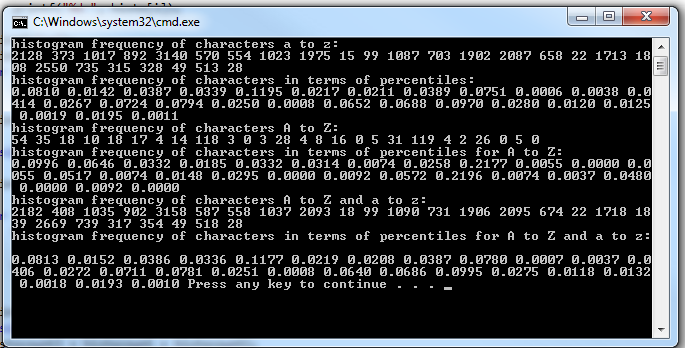 C:\Windows\system32\cmd.exe
histogram frequency of characters a to z:
2128 373 1017 892 3140 570 554 1023 1975 15 99 1087 703 1902 2087 658 22 1713 18
08 2550 735 315 328 49 513 28
histogram frequency of characters in terms of percentiles:
0.0810 0.0142 0.0387 0.0339 0.1195 0.0217 0.0211 0.0389 0.0751 0.0006 0.0038 0.0
414 0.0267 0.0724 0.0794 0.0250 0.0008 0.0652 0.0688 0.0970 0.0280 0.0120 0.0125
0.0019 0.0195 0.0011
histogram frequency of characters A to Z:
54 35 18 10 18 17 4 14 118 3 0 3 28 4 8 16 0 5 31 119 4 2 26 0 5 0
histogram frequency of characters in terms of percentiles for A to Z:
0.0996 0.0646 0.0332 0.0185 0.0332 0.0314 0.0074 0.0258 0.2177 0.0055 0.0000 0.0
055 0.0517 0.0074 0.0148 0.0295 0.0000 0.0092 0.0572 0.2196 0.0074 0.0037 0.0480
0.0000 0.0092 0.0000
histogram frequency of characters A to Z and a to z:
2182 408 1035 902 3158 587 558 1037 2093 18 99 1090 731 1906 2095 674 22 1718 18
39 2669 739 317 354 49 518 28
histogram frequency of characters in terms of percentiles for A to Z and a to z:
0.0813 0.0152 0.0386 0.0336 0.1177 0.0219 0.0208 0.0387 0.0780 0.0007 0.0037 0.0
406 0.0272 0.0711 0.0781 0.0251 0.0008 0.0640 0.0686 0.0995 0.0275 0.0118 0.0132
0.0018 0.0193 0.0010 Press any key to continue . . .